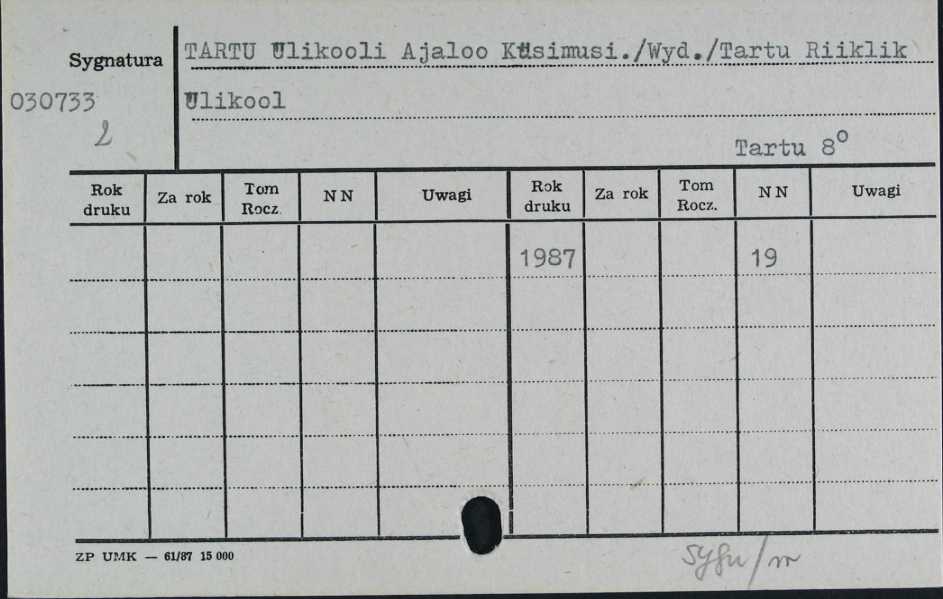 Sygnatura
TARTU Ülikooli Ajaloo Küsimusi./Wyd./Tartu Riiklik
030733
Ülikool
2
Tartu 8°
Rok druku Za rok Tom Rocz. N N Uwagi Rok druku Za rok Tom Rocz. N N Uwagi
1987 19
ZP UMK — 61/87 15 000